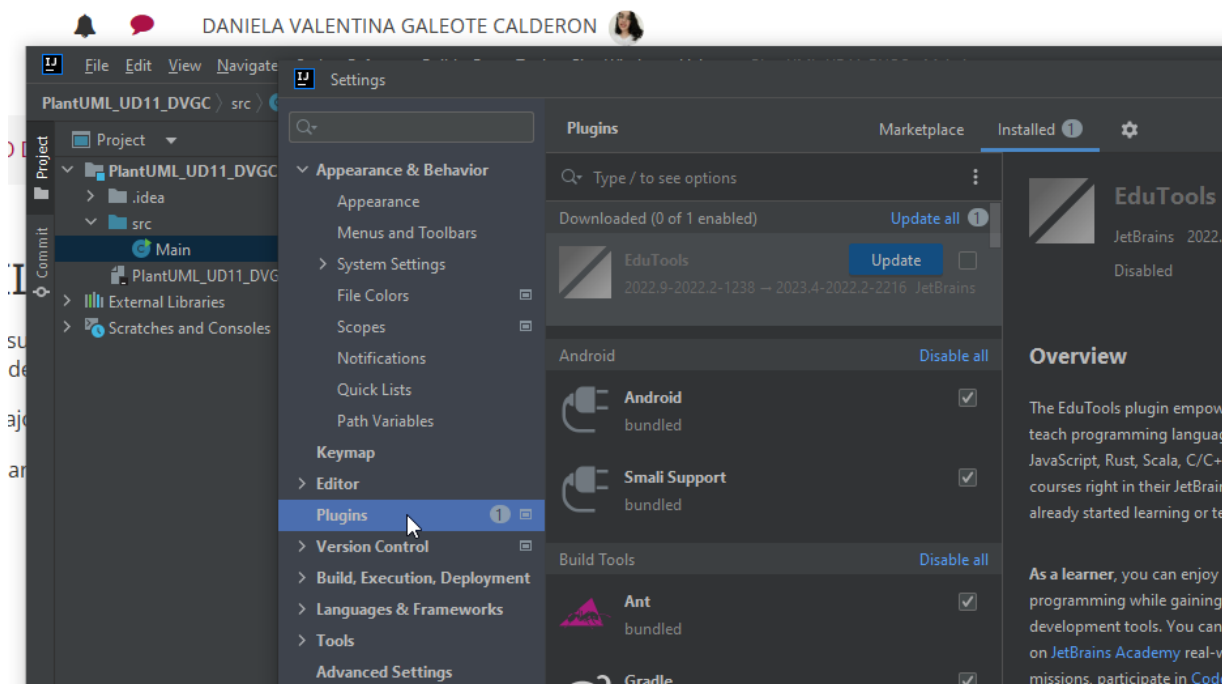 DANIELA VALENTINA GALEOTE CALDERON
File Edit View Navigate
Settings
PlantUML_UD11_DVGC src
Project
PlantUML_UD11_DVGC
.idea
src
Main
PlantUML_UD11_DVG
External Libraries
Scratches and Consoles
Project
Commit
Appearance & Behavior
Appearance
Menus and Toolbars
System Settings
File Colors
Scopes
Notifications
Quick Lists
Path Variables
Keymap
Editor
Plugins 1
Version Control
Build, Execution, Deployment
Languages & Frameworks
Tools
Advanced Settings
Plugins Marketplace Installed 1
Type / to see options
Downloaded (0 of 1 enabled) Update all 1
EduTools Update
2022.9-2022.2-1238 → 2023.4-2022.2-2216 JetBrains
Android Disable all
Android
bundled
Smali Support
bundled
Build Tools Disable all
Ant
bundled
Gradle
EduTools
JetBrains 2022.
Disabled
Overview
The EduTools plugin empow
teach programming languag
JavaScript, Rust, Scala, C/C+
courses right in their JetBrain
already started learning or te
As a learner, you can enjoy
programming while gaining
development tools. You can
on JetBrains Academy real-w
missions, participate in Code